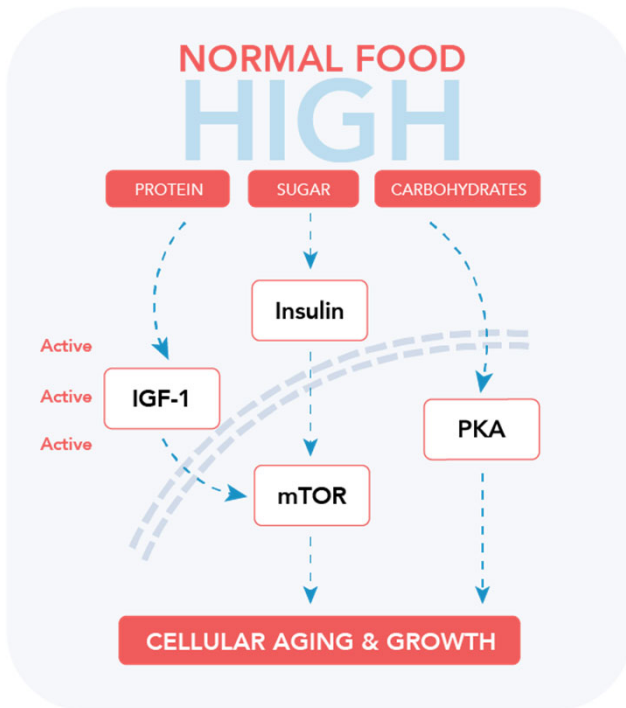 NORMAL FOOD
HIGH
PROTEIN
SUGAR
CARBOHYDRATES
Insulin
Active
Active
IGF-1
Active
PKA
mTOR
CELLULAR AGING & GROWTH